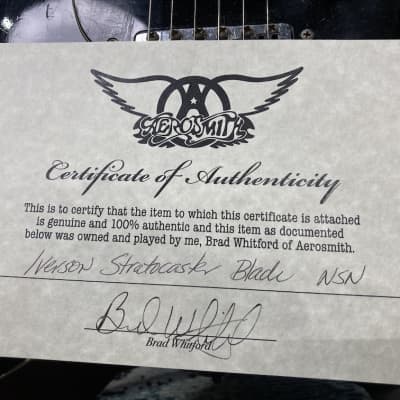 AEROSMITH
Certificate of Authenticity
This is to certify that the item to which this certificate is attached
is genuine and 100% authentic and this item as documented
below was owned and played by me, Brad Whitford of Aerosmith.
Iverson Stratocaster Black NSN
Brad Whitford
Brad Whitford